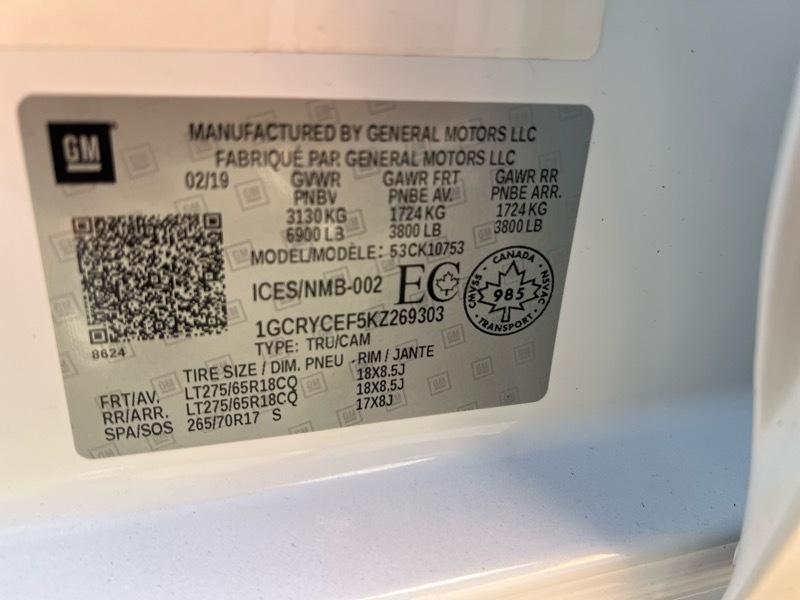 GM
MANUFACTURED BY GENERAL MOTORS LLC
FABRIQUÉ PAR GENERAL MOTORS LLC
02/19 GVWR GAWR FRT GAWR RR
PNBV PNBE AV. PNBE ARR.
3130 KG 1724 KG 1724 KG
6900 LB 3800 LB 3800 LB
MODEL/MODÈLE: 53CK10753
ICES/NMB-002 EC
CANADA
CMVSS 985 NSVAC
TRANSPORT
1GCRYCEF5KZ269303
TYPE: TRU/CAM
8624
TIRE SIZE / DIM. PNEU - RIM / JANTE
FRT/AV. LT275/65R18CQ 18X8.5J
RR/ARR. LT275/65R18CQ 18X8.5J
SPA/SOS 265/70R17 S 17X8J